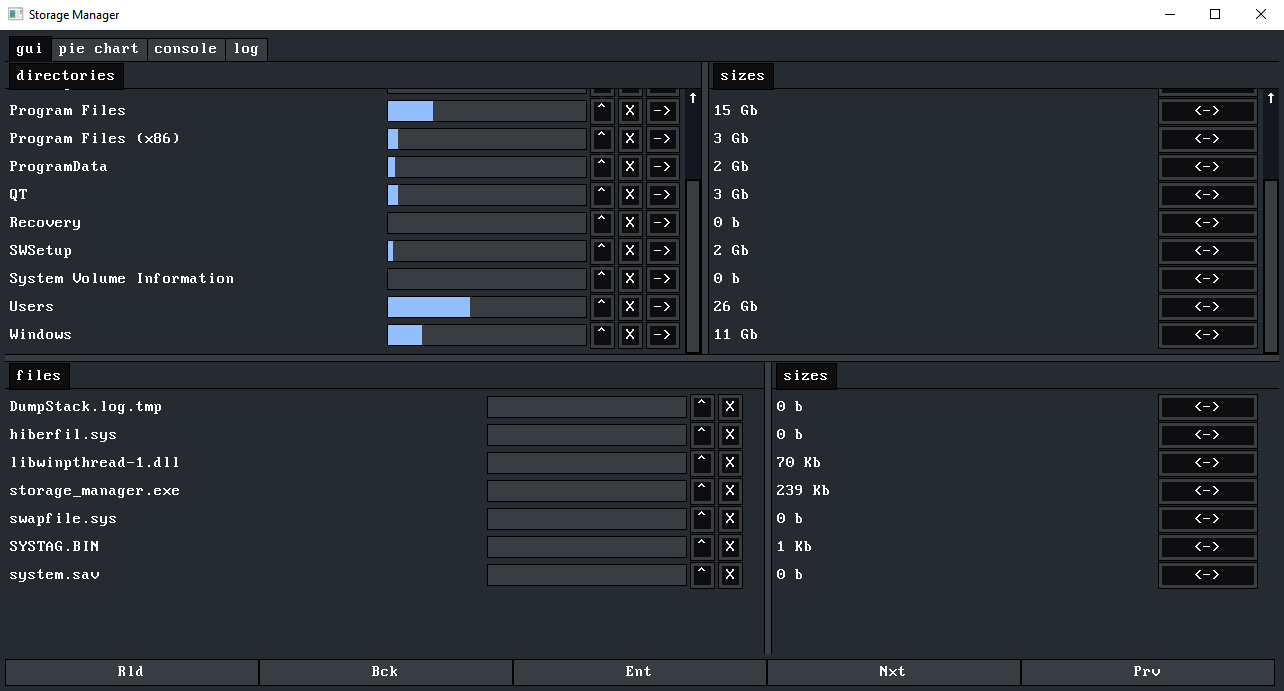 Storage Manager
gui pie chart console log
directories
sizes
Program Files ^ X -> 15 Gb <->
Program Files (x86) ^ X -> 3 Gb <->
ProgramData ^ X -> 2 Gb <->
QT ^ X -> 3 Gb <->
Recovery ^ X -> 0 b <->
SWSetup ^ X -> 2 Gb <->
System Volume Information ^ X -> 0 b <->
Users ^ X -> 26 Gb <->
Windows ^ X -> 11 Gb <->
files
sizes
DumpStack.log.tmp ^ X 0 b <->
hiberfil.sys ^ X 0 b <->
libwinpthread-1.dll ^ X 70 Kb <->
storage_manager.exe ^ X 239 Kb <->
swapfile.sys ^ X 0 b <->
SYSTAG.BIN ^ X 1 Kb <->
system.sav ^ X 0 b <->
Rld Bck Ent Nxt Prv